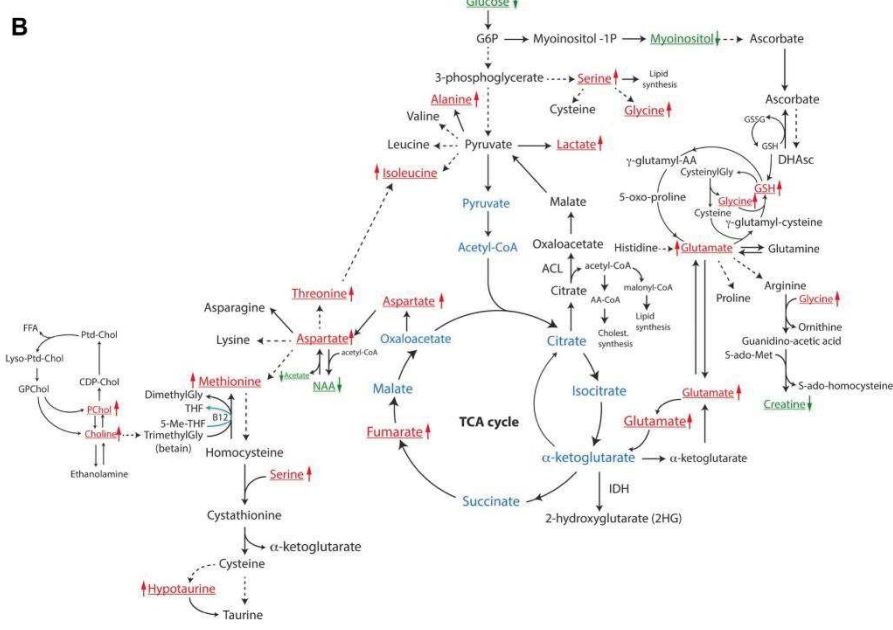 B
Glucose
G6P
Myoinositol -1P
Myoinositol
Ascorbate
3-phosphoglycerate
Serine
Lipid
synthesis
Cysteine
Glycine
Alanine
Valine
Leucine
Pyruvate
Lactate
Isoleucine
Ascorbate
GSSG
GSH
DHAsc
γ-glutamyl-AA
CysteinylGly
GSH
Glycine
5-oxo-proline
Cysteine
γ-glutamyl-cysteine
Malate
Pyruvate
Acetyl-CoA
Oxaloacetate
ACL
acetyl-CoA
malonyl-CoA
Citrate
AA-CoA
Lipid
synthesis
Cholest.
synthesis
Histidine
Glutamate
Glutamine
Proline
Arginine
Glycine
Ornithine
Guanidino-acetic acid
S-ado-Met
S-ado-homocysteine
Creatine
Threonine
Aspartate
Asparagine
Lysine
Aspartate
acetyl-CoA
Acetate
NAA
Oxaloacetate
Citrate
Malate
Isocitrate
TCA cycle
Fumarate
Glutamate
Glutamate
α-ketoglutarate
α-ketoglutarate
Succinate
IDH
2-hydroxyglutarate (2HG)
FFA
Ptd-Chol
Lyso-Ptd-Chol
GPChol
CDP-Chol
PChol
Choline
Ethanolamine
Methionine
DimethylGly
THF
B12
5-Me-THF
TrimethylGly
(betain)
Homocysteine
Serine
Cystathionine
α-ketoglutarate
Cysteine
Hypotaurine
Taurine